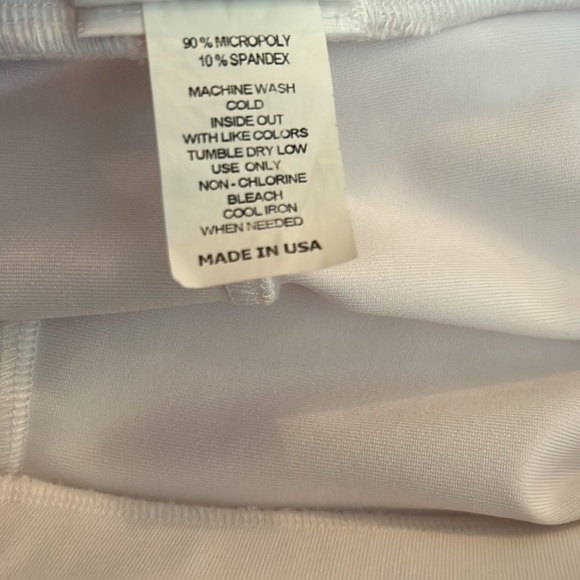 90% MICROPOLY
10% SPANDEX
MACHINE WASH
COLD
INSIDE OUT
WITH LIKE COLORS
TUMBLE DRY LOW
USE ONLY
NON-CHLORINE
BLEACH
COOL IRON
WHEN NEEDED
MADE IN USA